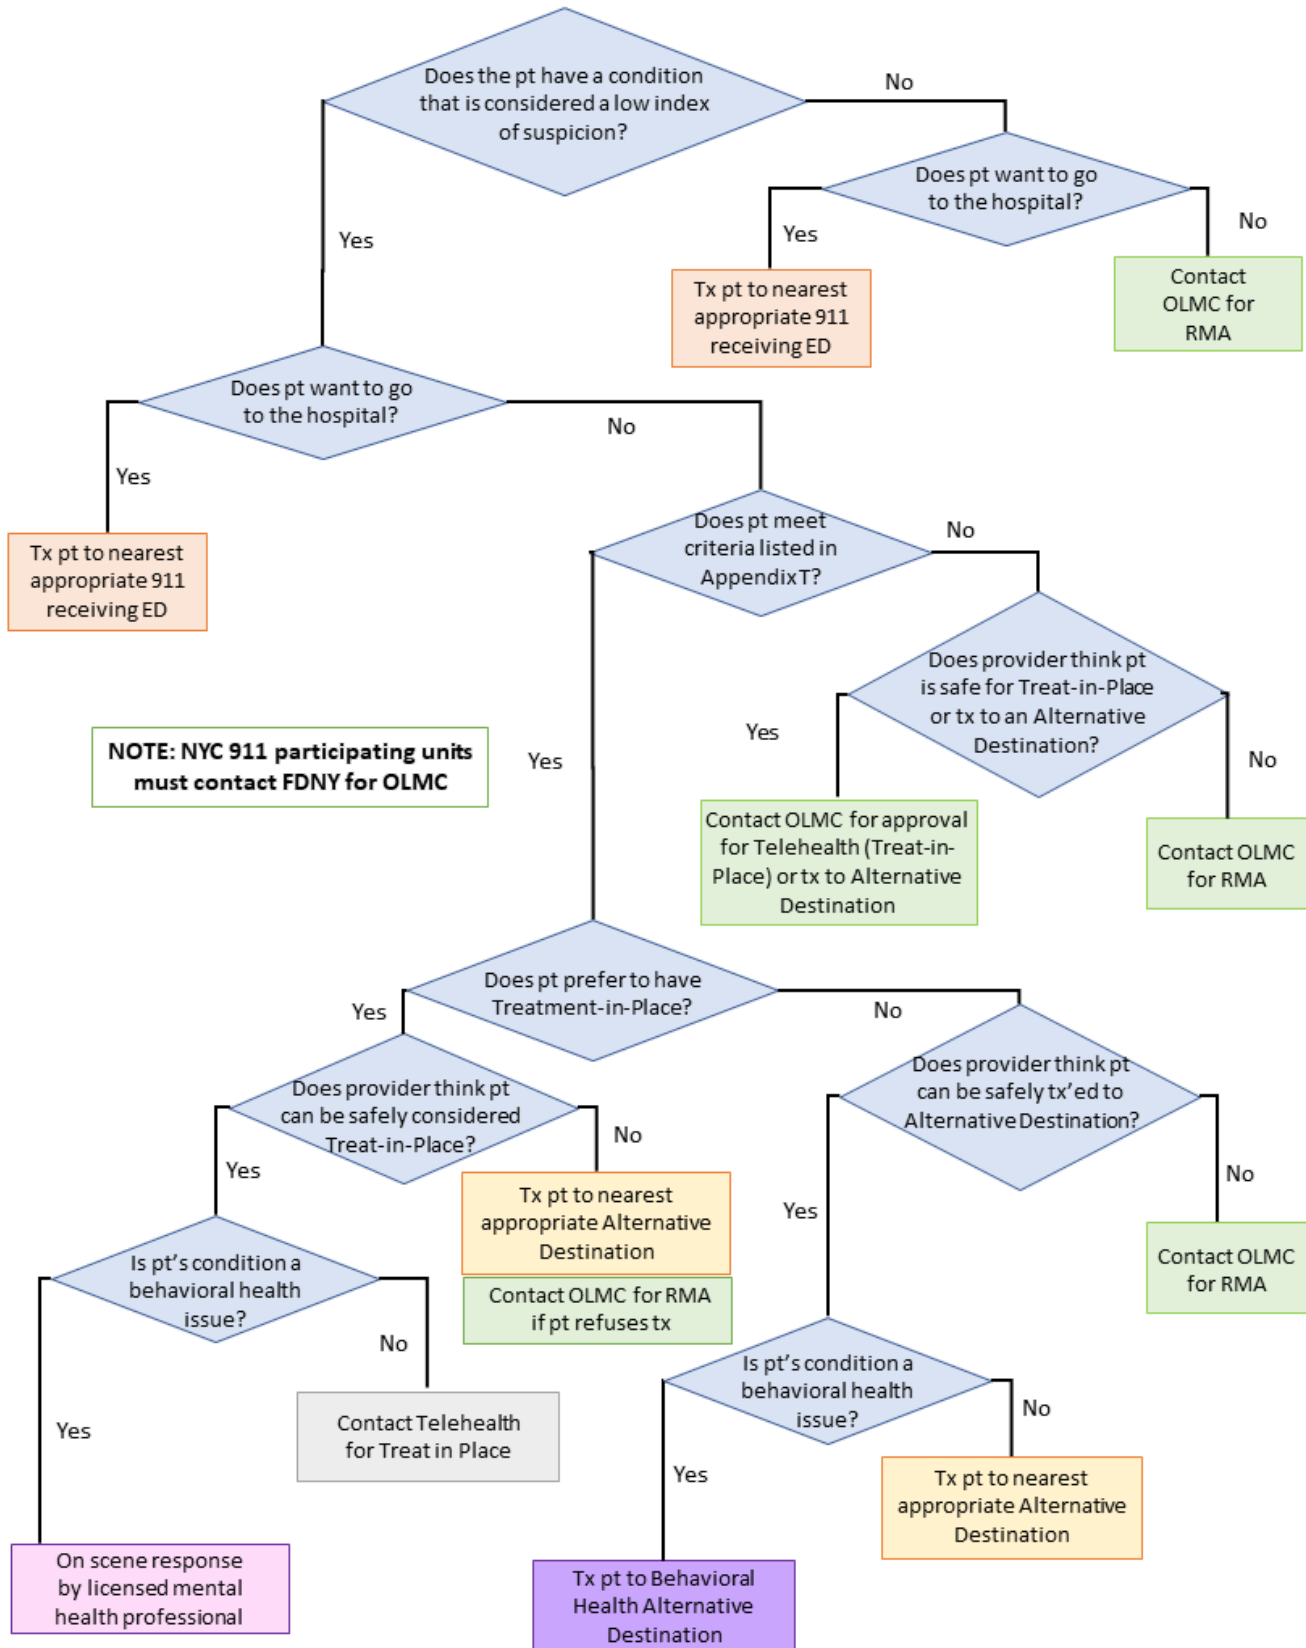 Does the pt have a condition
that is considered a low index
of suspicion?
No
Does pt want to go
to the hospital?
Yes
Yes
No
Tx pt to nearest
appropriate 911
receiving ED
Contact
OLMC for
RMA
Does pt want to go
to the hospital?
No
Yes
Does pt meet
criteria listed in
Appendix T?
No
Tx pt to nearest
appropriate 911
receiving ED
Does provider think pt
is safe for Treat-in-Place
or tx to an Alternative
Destination?
Yes
NOTE: NYC 911 participating units
must contact FDNY for OLMC
Yes
No
Contact OLMC for approval
for Telehealth (Treat-in-
Place) or tx to Alternative
Destination
Contact OLMC
for RMA
Does pt prefer to have
Treatment-in-Place?
Yes
No
Does provider think pt
can be safely considered
Treat-in-Place?
Does provider think pt
can be safely tx'ed to
Alternative Destination?
No
Yes
No
Yes
Tx pt to nearest
appropriate Alternative
Destination
Contact OLMC for RMA
if pt refuses tx
Contact OLMC
for RMA
Is pt's condition a
behavioral health
issue?
No
Is pt's condition a
behavioral health
issue?
No
Yes
Contact Telehealth
for Treat in Place
Yes
Tx pt to nearest
appropriate Alternative
Destination
On scene response
by licensed mental
health professional
Tx pt to Behavioral
Health Alternative
Destination